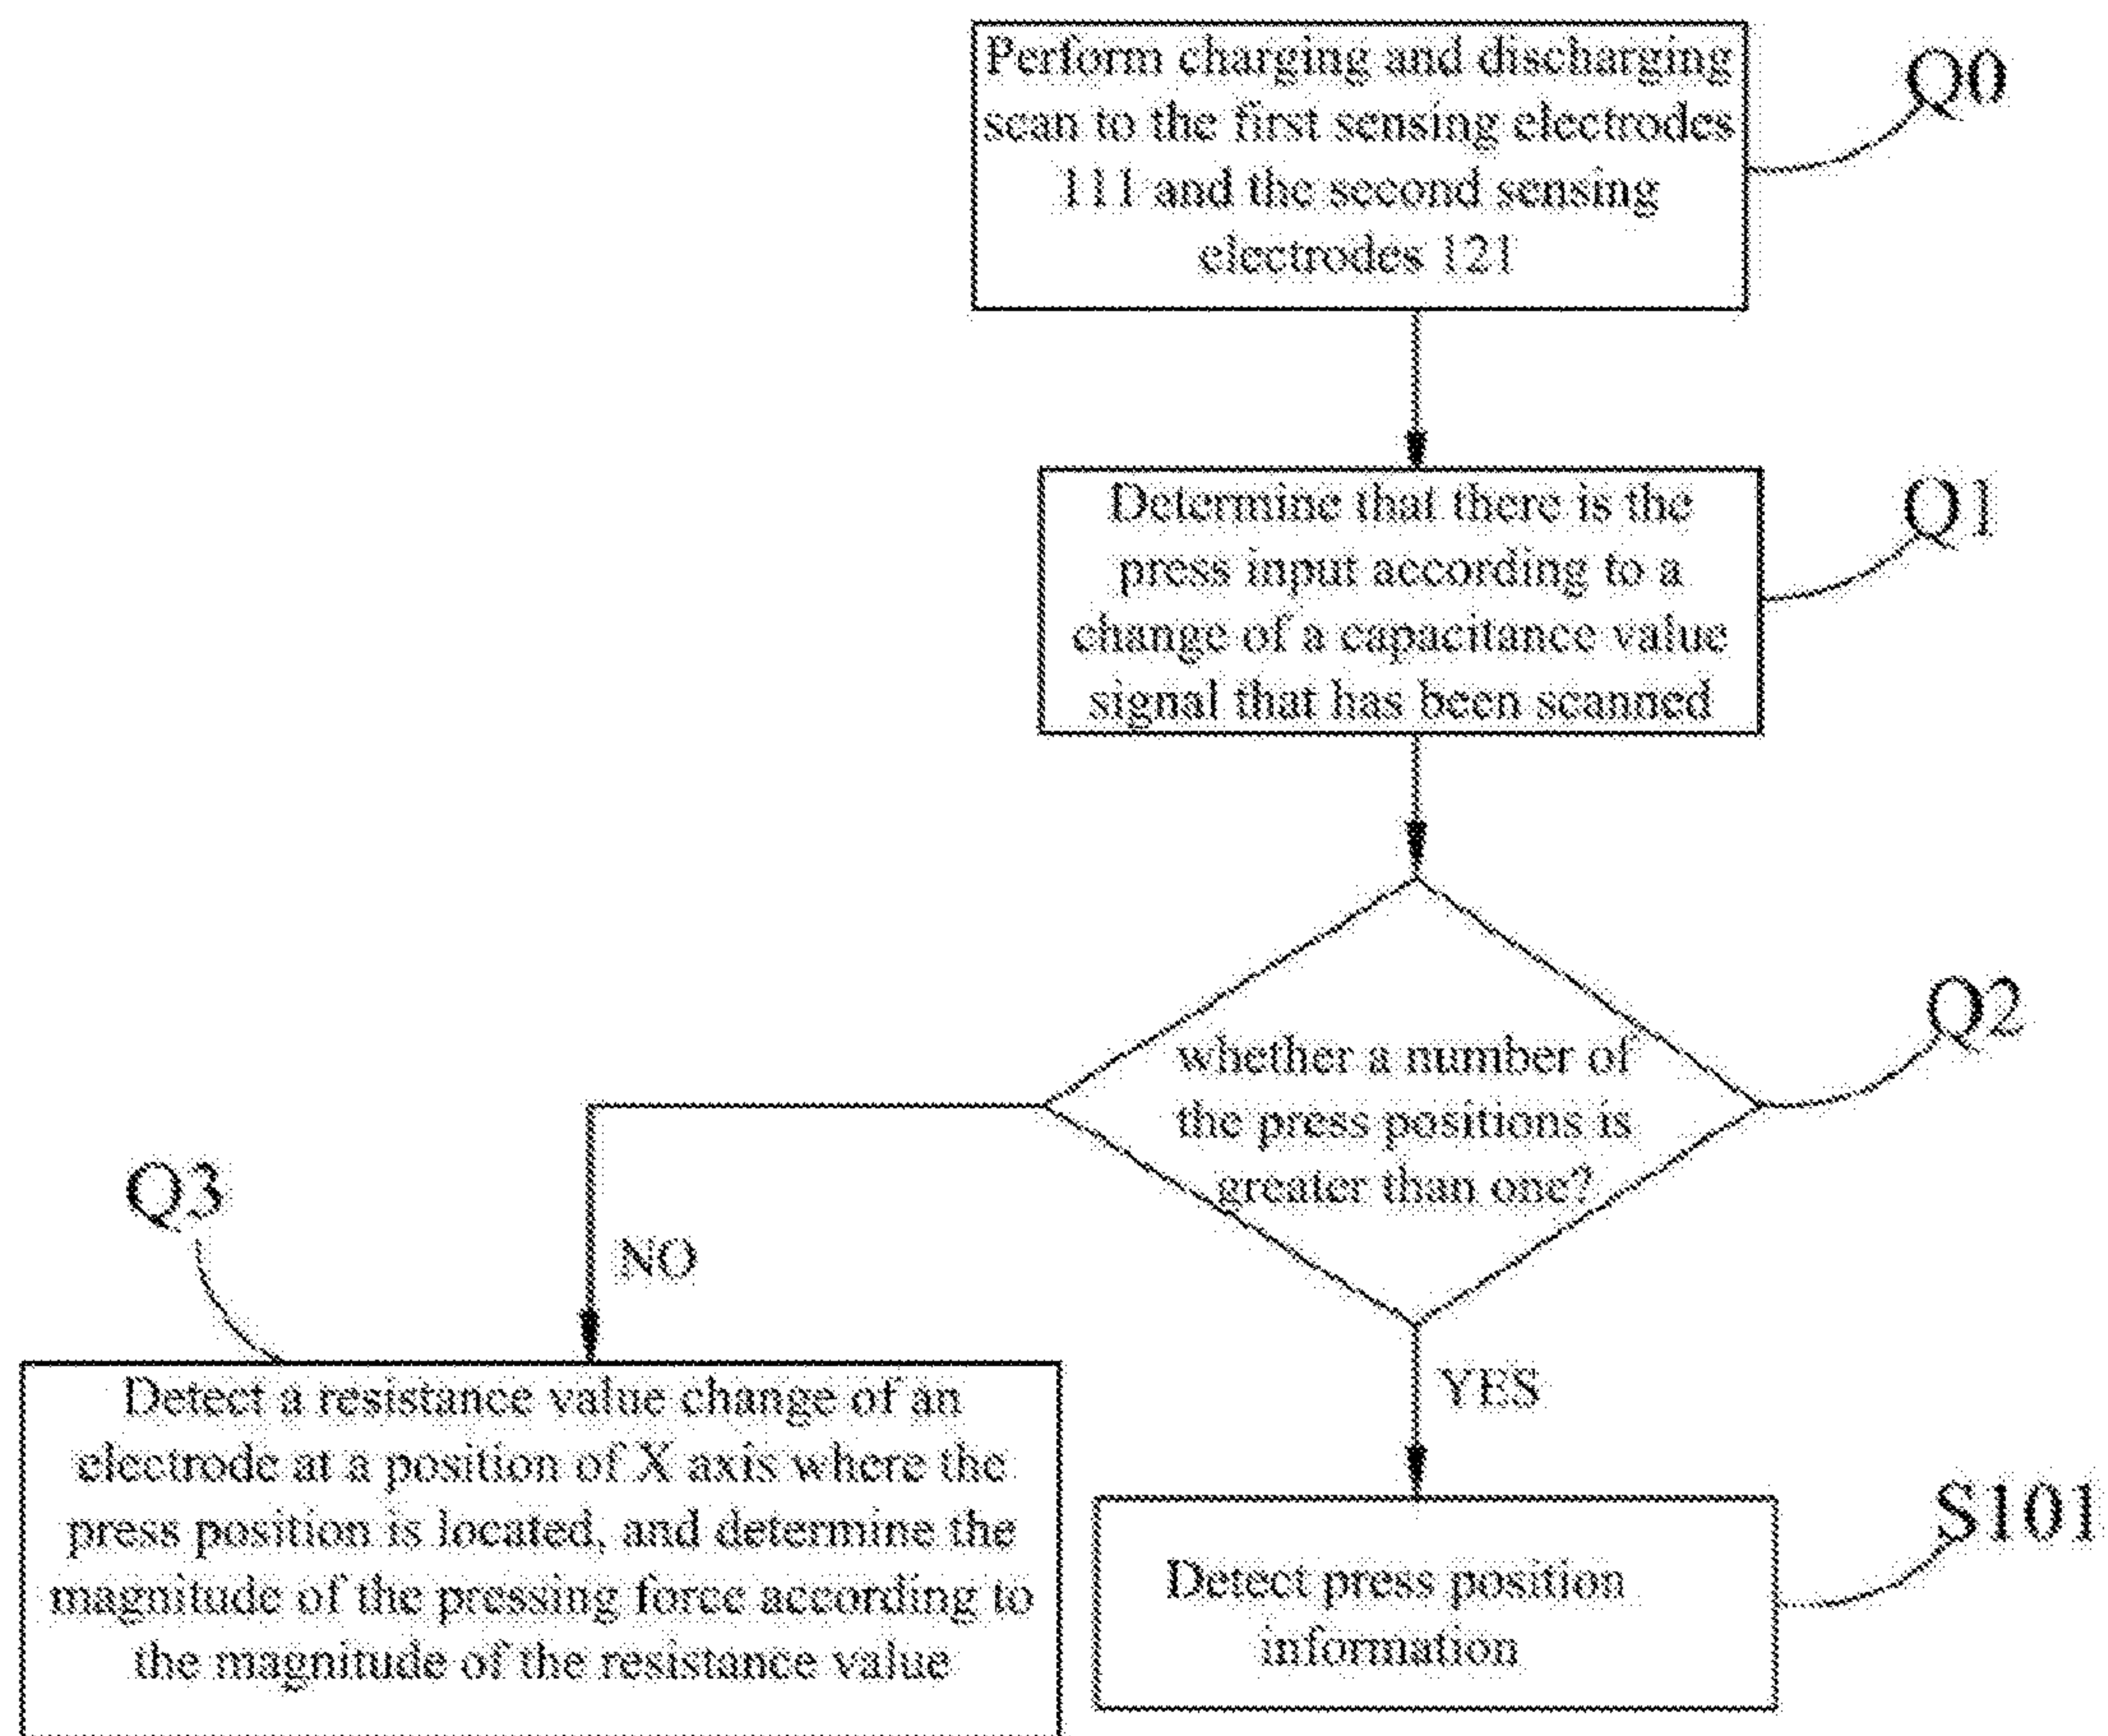 Perform charging and discharging
scan to the first sensing electrodes
111 and the second sensing
electrodes 121
Q0
Determine that there is the
press input according to a
change of a capacitance value
signal that has been scanned
Q1
whether a number of
the press positions is
greater than one?
Q2
NO
Q3
Detect a resistance value change of an
electrode at a position of X axis where the
press position is located, and determine the
magnitude of the pressing force according to
the magnitude of the resistance value
YES
Detect press position
information
S101